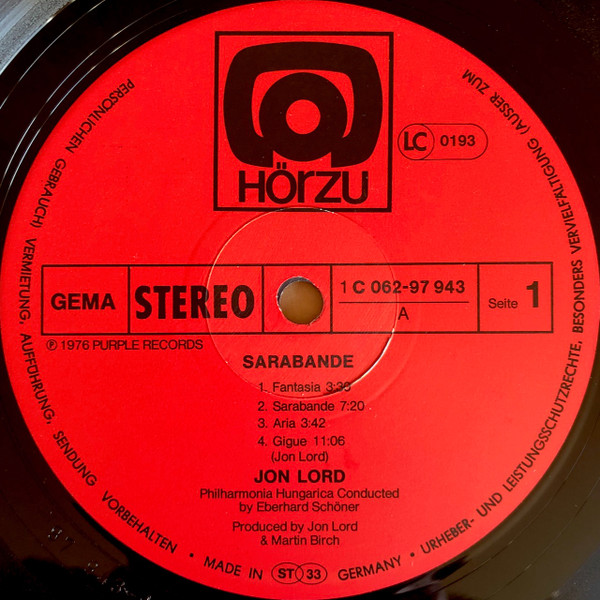 HÖRZU
LC 0193
GEMA
STEREO
1 C 062-97 943
A
Seite 1
℗ 1976 PURPLE RECORDS
SARABANDE
1. Fantasia 3:30
2. Sarabande 7:20
3. Aria 3:42
4. Gigue 11:06
(Jon Lord)
JON LORD
Philharmonia Hungarica Conducted
by Eberhard Schöner
Produced by Jon Lord
& Martin Birch
• MADE IN ST 33 GERMANY • URHEBER- UND LEISTUNGSSCHUTZRECHTE, BESONDERS VERVIELFÄLTIGUNG (AUSSER ZUM
PERSÖNLICHEN GEBRAUCH) VERMIETUNG, AUFFÜHRUNG, SENDUNG VORBEHALTEN